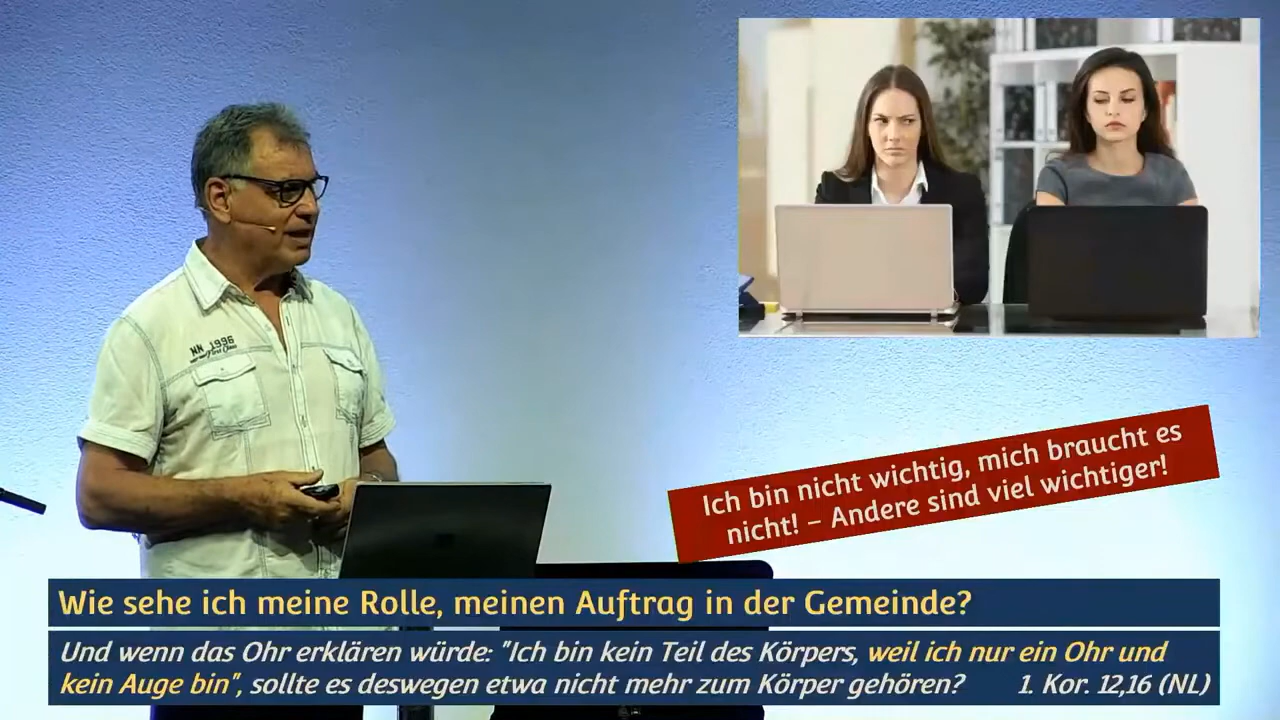 NN 1996
First Class
Ich bin nicht wichtig, mich braucht es
nicht! – Andere sind viel wichtiger!
Wie sehe ich meine Rolle, meinen Auftrag in der Gemeinde?
Und wenn das Ohr erklären würde: "Ich bin kein Teil des Körpers, weil ich nur ein Ohr und
kein Auge bin", sollte es deswegen etwa nicht mehr zum Körper gehören? 1. Kor. 12,16 (NL)